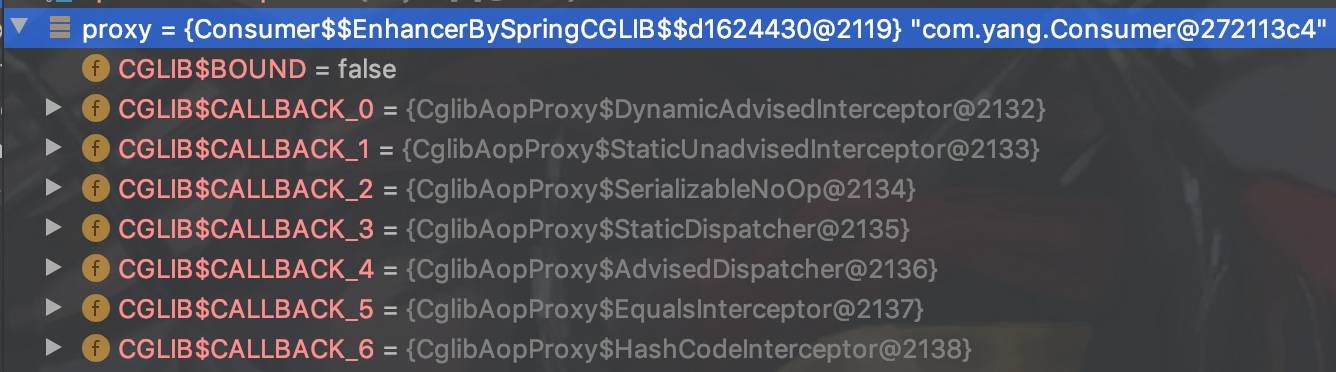 proxy = {Consumer$$EnhancerBySpringCGLIB$$d1624430@2119} "com.yang.Consumer@272113c4"
f CGLIB$BOUND = false
f CGLIB$CALLBACK_0 = {CglibAopProxy$DynamicAdvisedInterceptor@2132}
f CGLIB$CALLBACK_1 = {CglibAopProxy$StaticUnadvisedInterceptor@2133}
f CGLIB$CALLBACK_2 = {CglibAopProxy$SerializableNoOp@2134}
f CGLIB$CALLBACK_3 = {CglibAopProxy$StaticDispatcher@2135}
f CGLIB$CALLBACK_4 = {CglibAopProxy$AdvisedDispatcher@2136}
f CGLIB$CALLBACK_5 = {CglibAopProxy$EqualsInterceptor@2137}
f CGLIB$CALLBACK_6 = {CglibAopProxy$HashCodeInterceptor@2138}